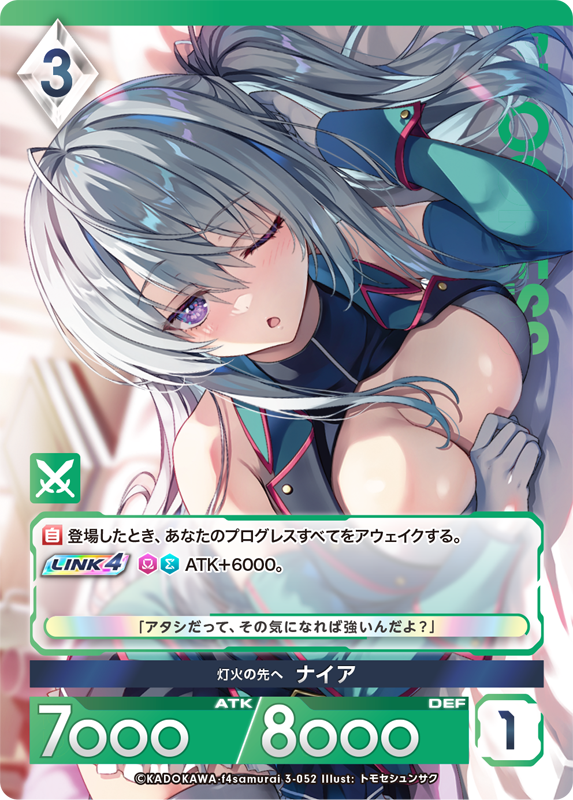 3
自 登場したとき、あなたのプログレスすべてをアウェイクする。
LINK4 Ω Σ ATK+6000。
「アタシだって、その気になれば強いんだよ?」
灯火の先へ ナイア
7000 ATK 8000 DEF 1
©KADOKAWA-f4samurai 3-052 Illust: トモセシュンサク